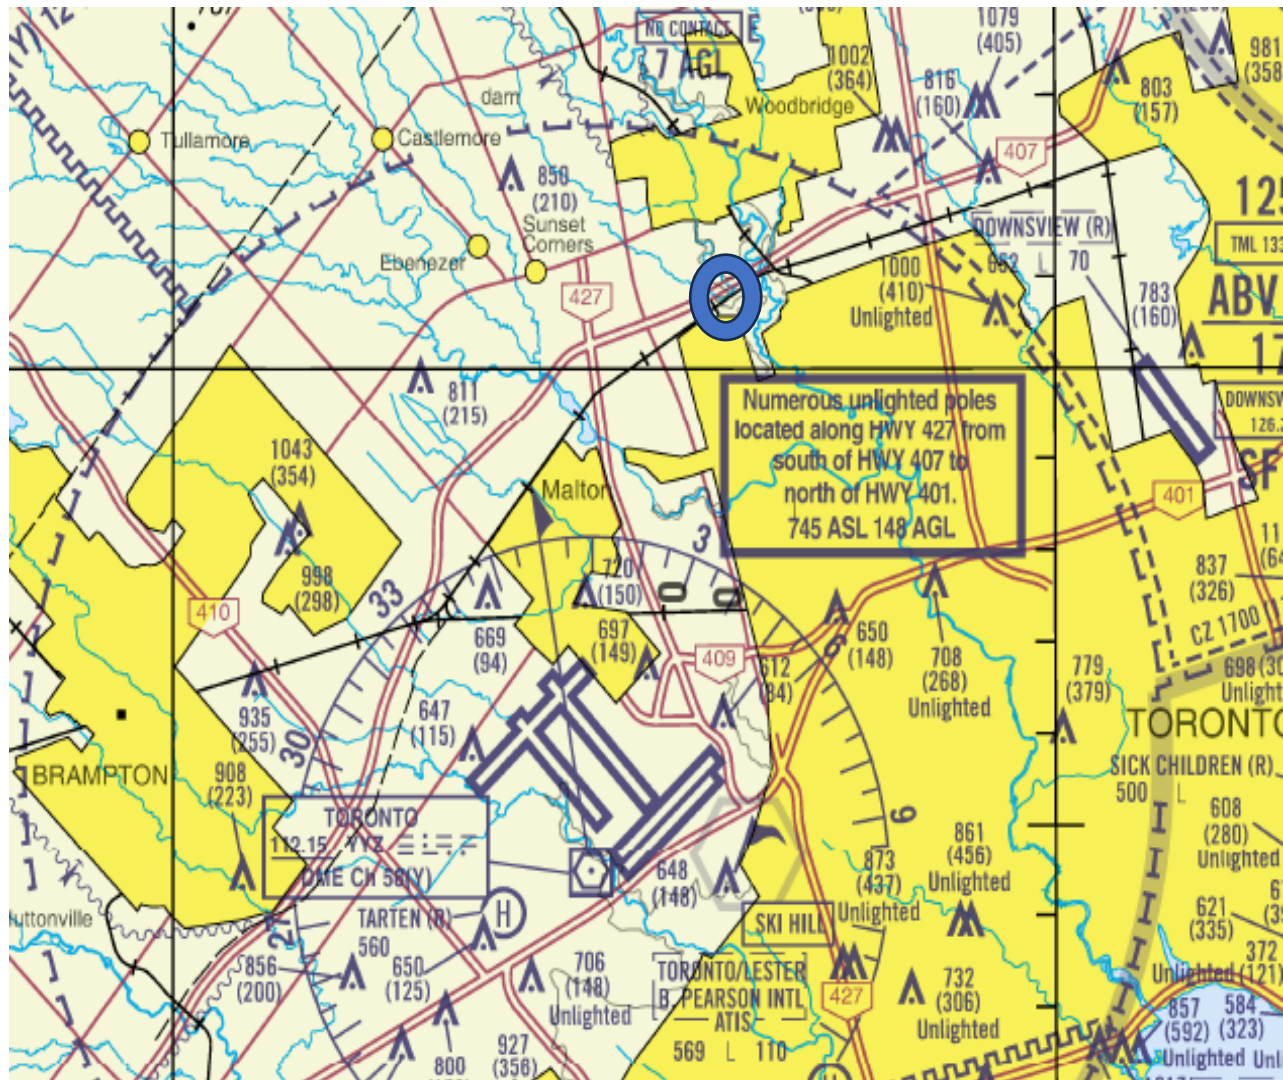 NO CONTACT
E
7 AGL
1079
(405)
1002
(364)
816
(160)
981
(358
803
(157)
dam
Woodbridge
Tullamore
Castlemore
407
850
(210)
Sunset
Corners
Ebenezer
DOWNSVIEW (R)
682 L 70
TML 133
ABV
427
1000
(410)
Unlighted
783
(160)
811
(215)
DOWNSV
126.
Numerous unlighted poles
located along HWY 427 from
south of HWY 407 to
north of HWY 401.
745 ASL 148 AGL
1043
(354)
Malton
401
3
998
(298)
33
720
(150)
837
(326)
410
669
(94)
697
(149)
409
612
(84)
6
650
(148)
708
(268)
Unlighted
CZ 1700
779
(379)
698
Unlight
935
(255)
647
(115)
30
TORONTO
SICK CHILDREN (R)
500 L
BRAMPTON
908
(223)
TORONTO
112.15 YYZ
DME Ch 58(Y)
9
608
(280)
Unlighted
861
(456)
Unlighted
873
(437)
Unlighted
648
(148)
TARTEN (R)
560
H
SKI HILL
621
(335)
uttonville
27
856
(200)
650
(125)
706
(148)
Unlighted
TORONTO/LESTER
B. PEARSON INTL
ATIS
569 L 110
427
732
(306)
Unlighted
372
Unlighted (121)
857
(592)
584
(323)
Unlighted
927
(356)
800
H